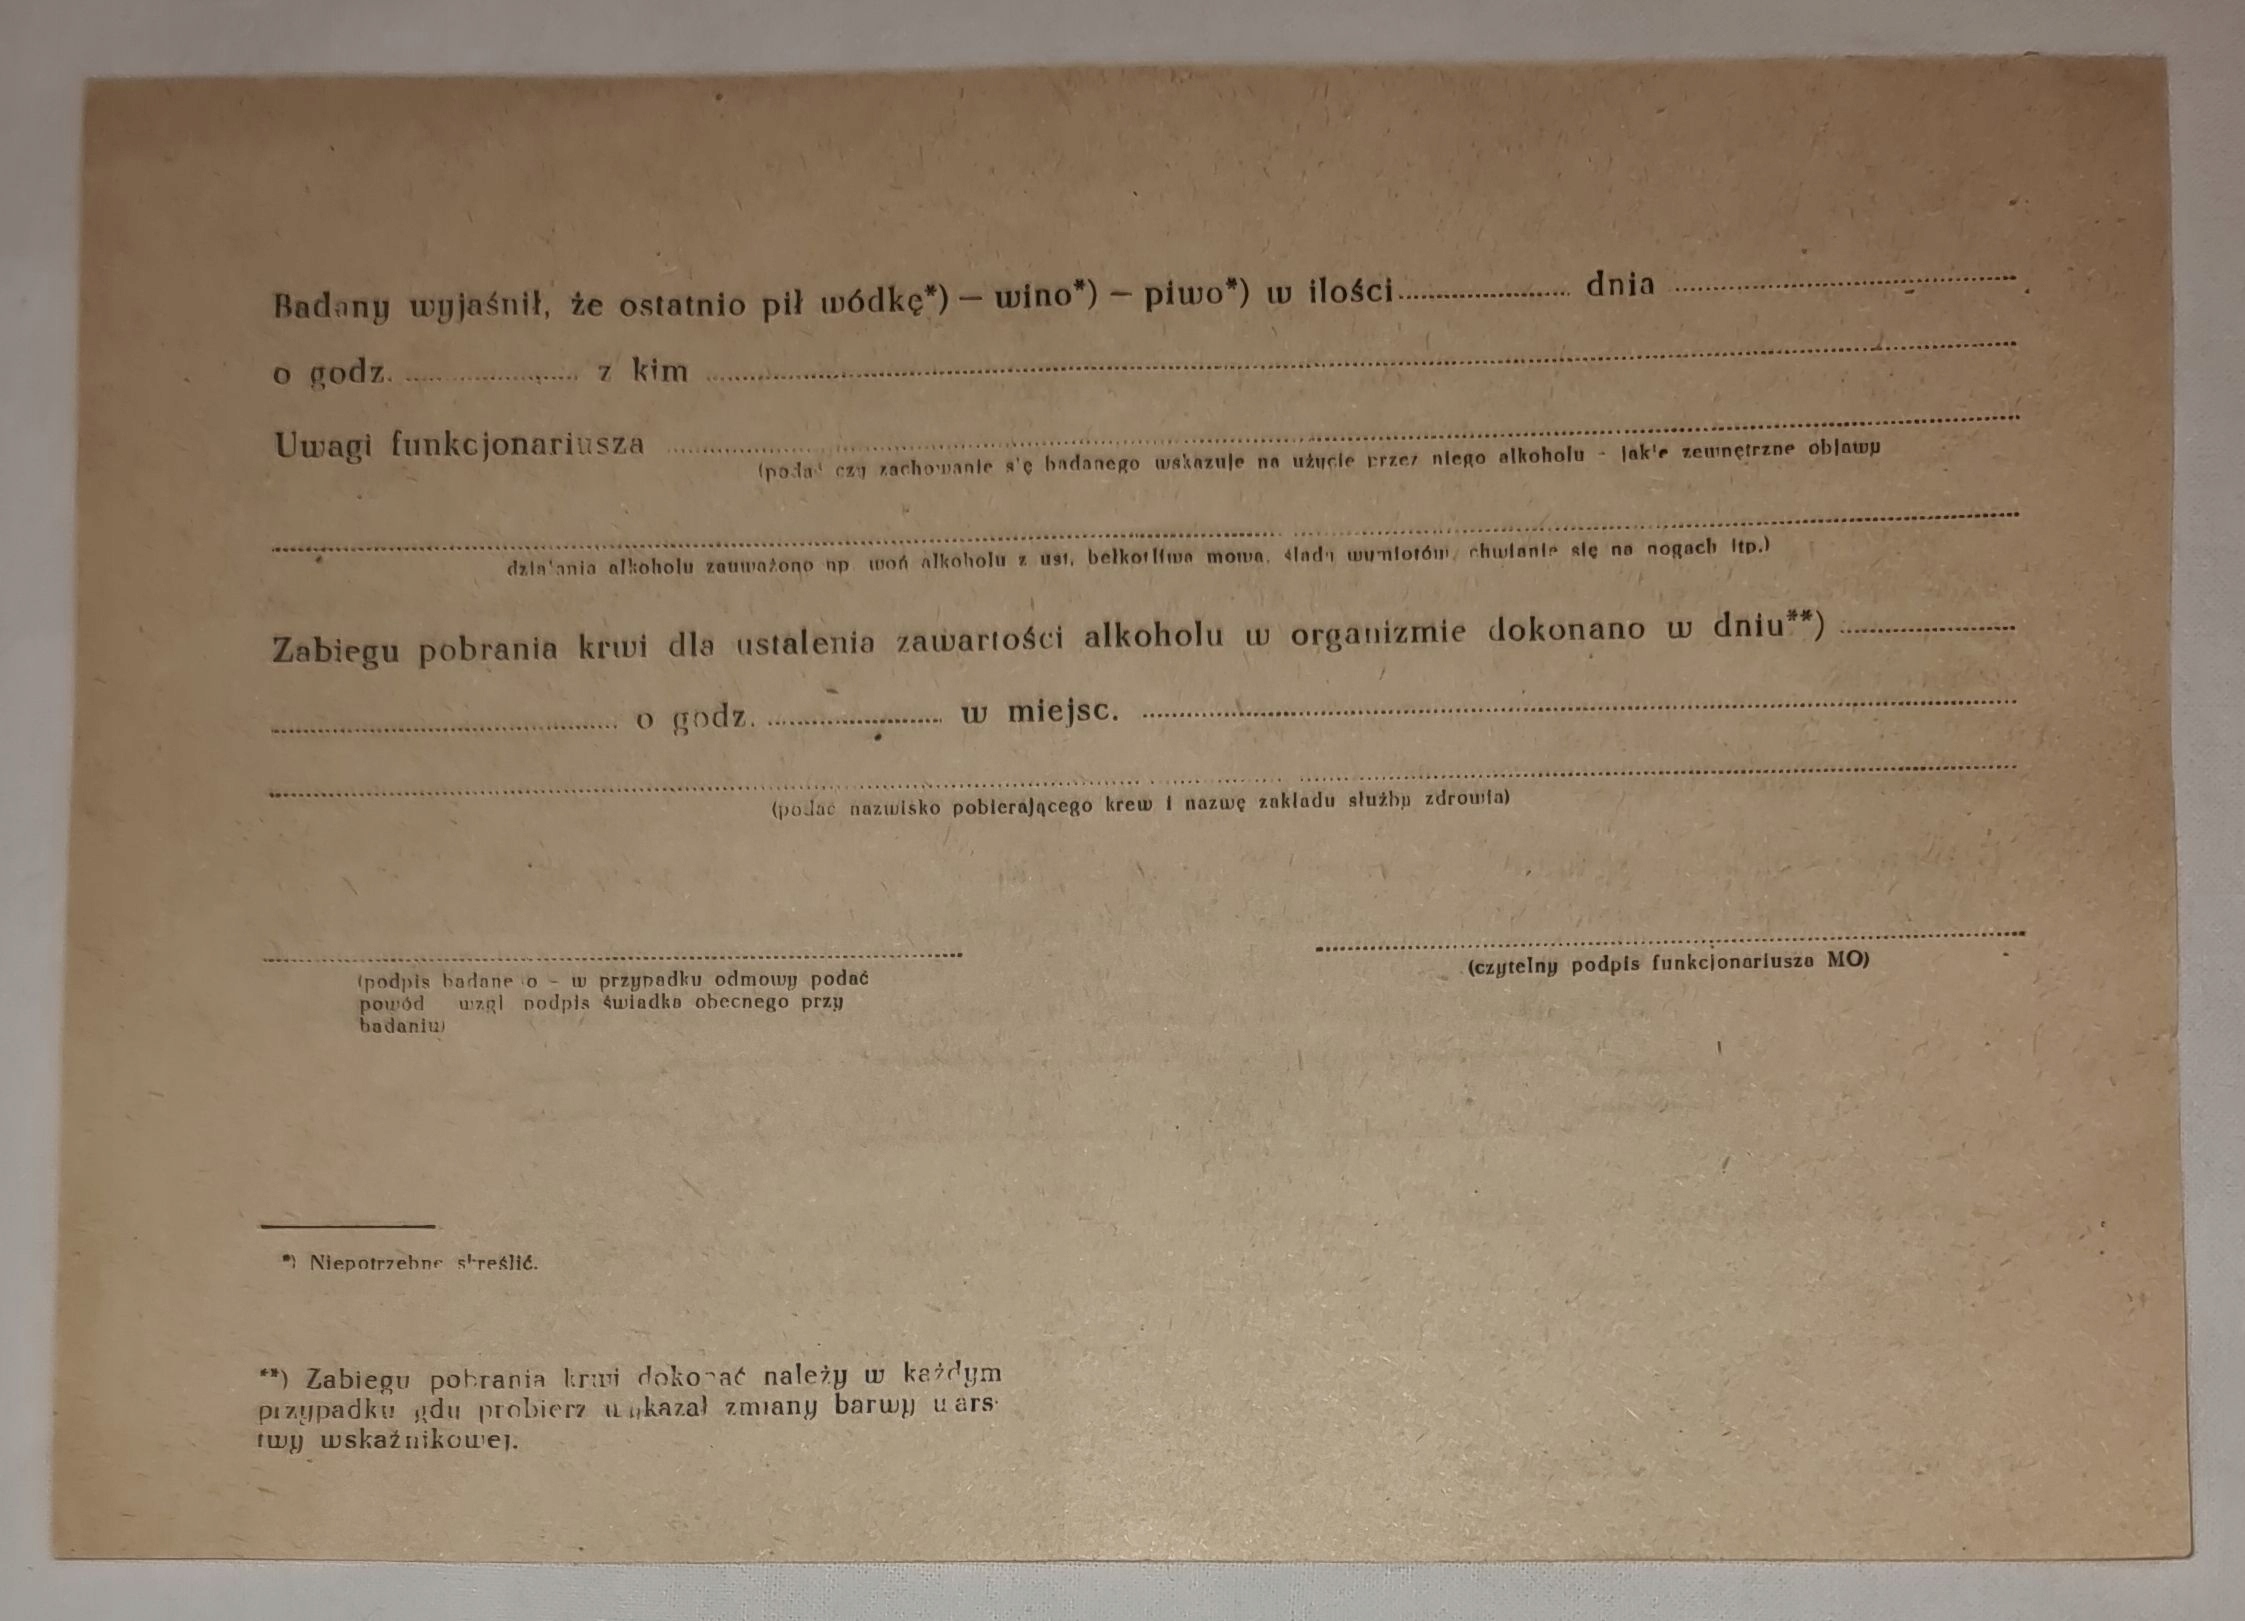 Badany wyjaśnił, że ostatnio pił wódkę*) – wino*) – piwo*) w ilości.................... dnia ........................................
o godz. .................... z kim ............................................................
Uwagi funkcjonariusza ............................................................
(podać czy zachowanie się badanego wskazuje na użycie przez niego alkoholu - jakie zewnętrzne objawy
............................................................
działania alkoholu zauważono np. woń alkoholu z ust, bełkotliwa mowa, ślady wymiotów, chwianie się na nogach itp.)
Zabiegu pobrania krwi dla ustalenia zawartości alkoholu w organizmie dokonano w dniu**) ....................
........................................ o godz. .................... w miejsc. ............................................................
............................................................
(podać nazwisko pobierającego krew i nazwę zakładu służby zdrowia)
............................................................
(podpis badanego – w przypadku odmowy podać
powód wzgl podpis świadka obecnego przy
badaniu)
............................................................
(czytelny podpis funkcjonariusza MO)
*) Niepotrzebne skreślić.
**) Zabiegu pobrania krwi dokonać należy w każdym
przypadku gdy probierz wykazał zmiany barwy wars-
twy wskaźnikowej.